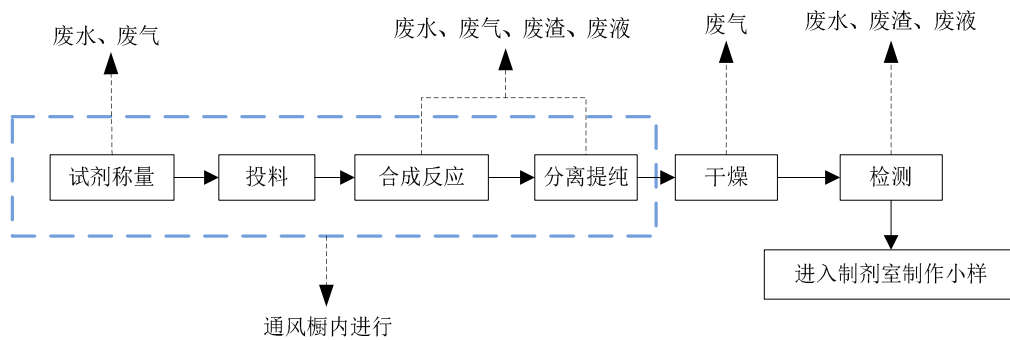 废水、废气
废水、废气、废渣、废液
废气
废水、废渣、废液
试剂称量
投料
合成反应
分离提纯
干燥
检测
进入制剂室制作小样
通风橱内进行